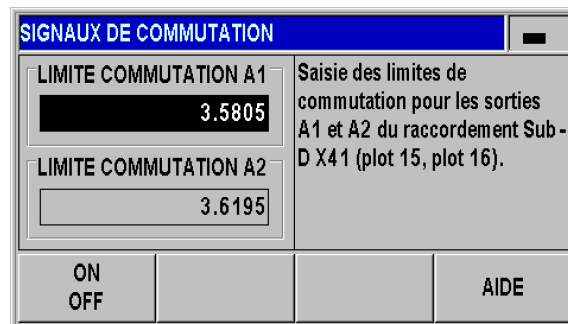 SIGNAUX DE COMMUTATION
LIMITE COMMUTATION A1
3.5805
LIMITE COMMUTATION A2
3.6195
Saisie des limites de
commutation pour les sorties
A1 et A2 du raccordement Sub -
D X41 (plot 15, plot 16).
ON
OFF
AIDE